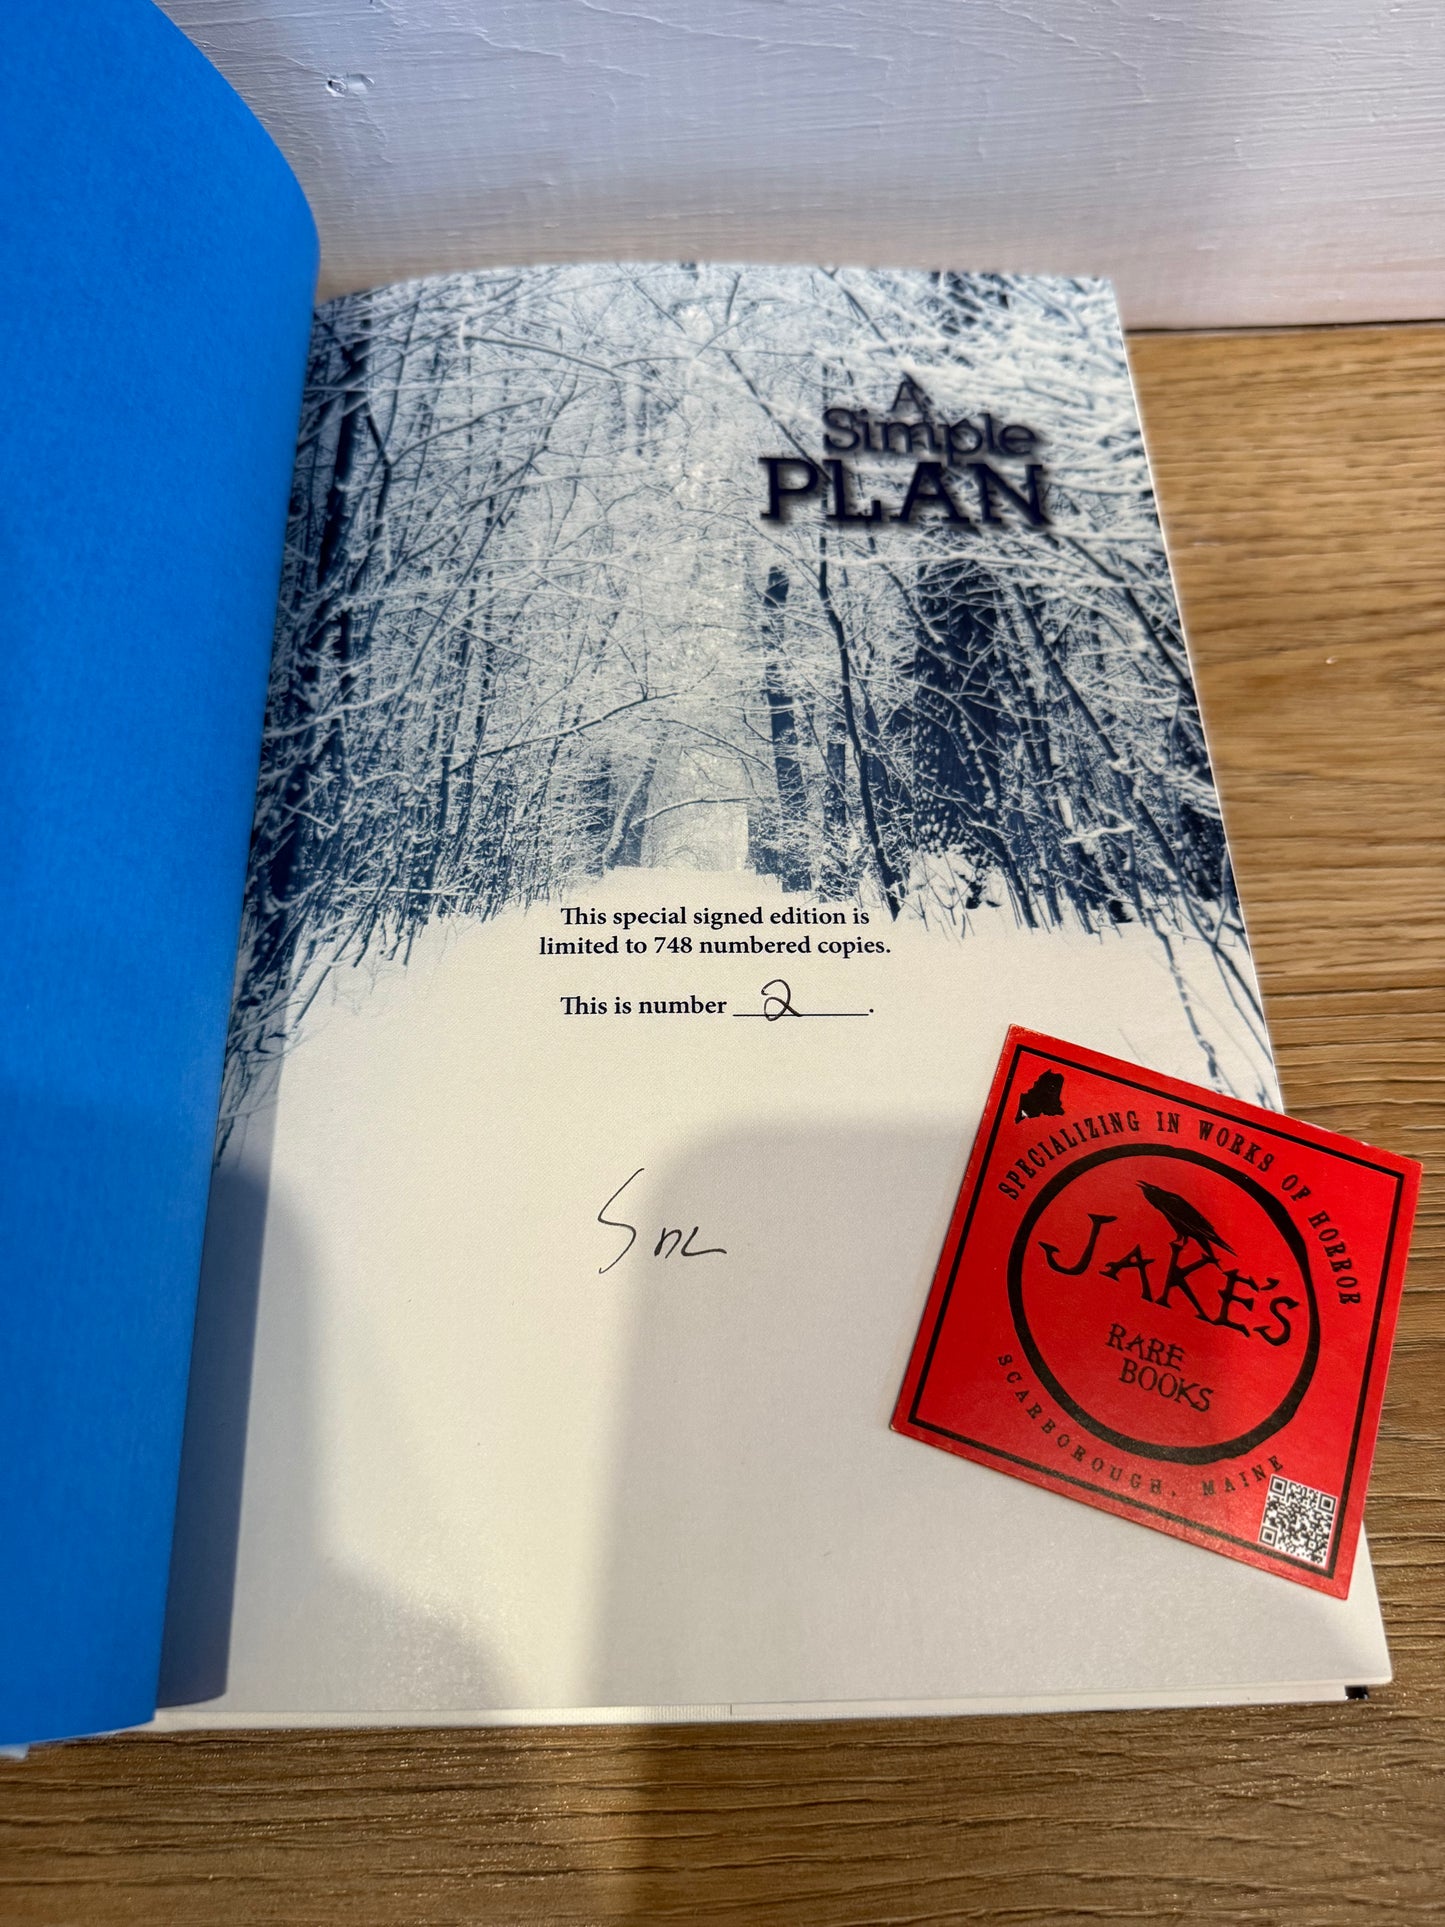 A
Simple
PLAN
This special signed edition is
limited to 748 numbered copies.
This is number 2.
SPECIALIZING IN WORKS OF HORROR
JAKE'S
RARE
BOOKS
SCARBOROUGH, MAINE